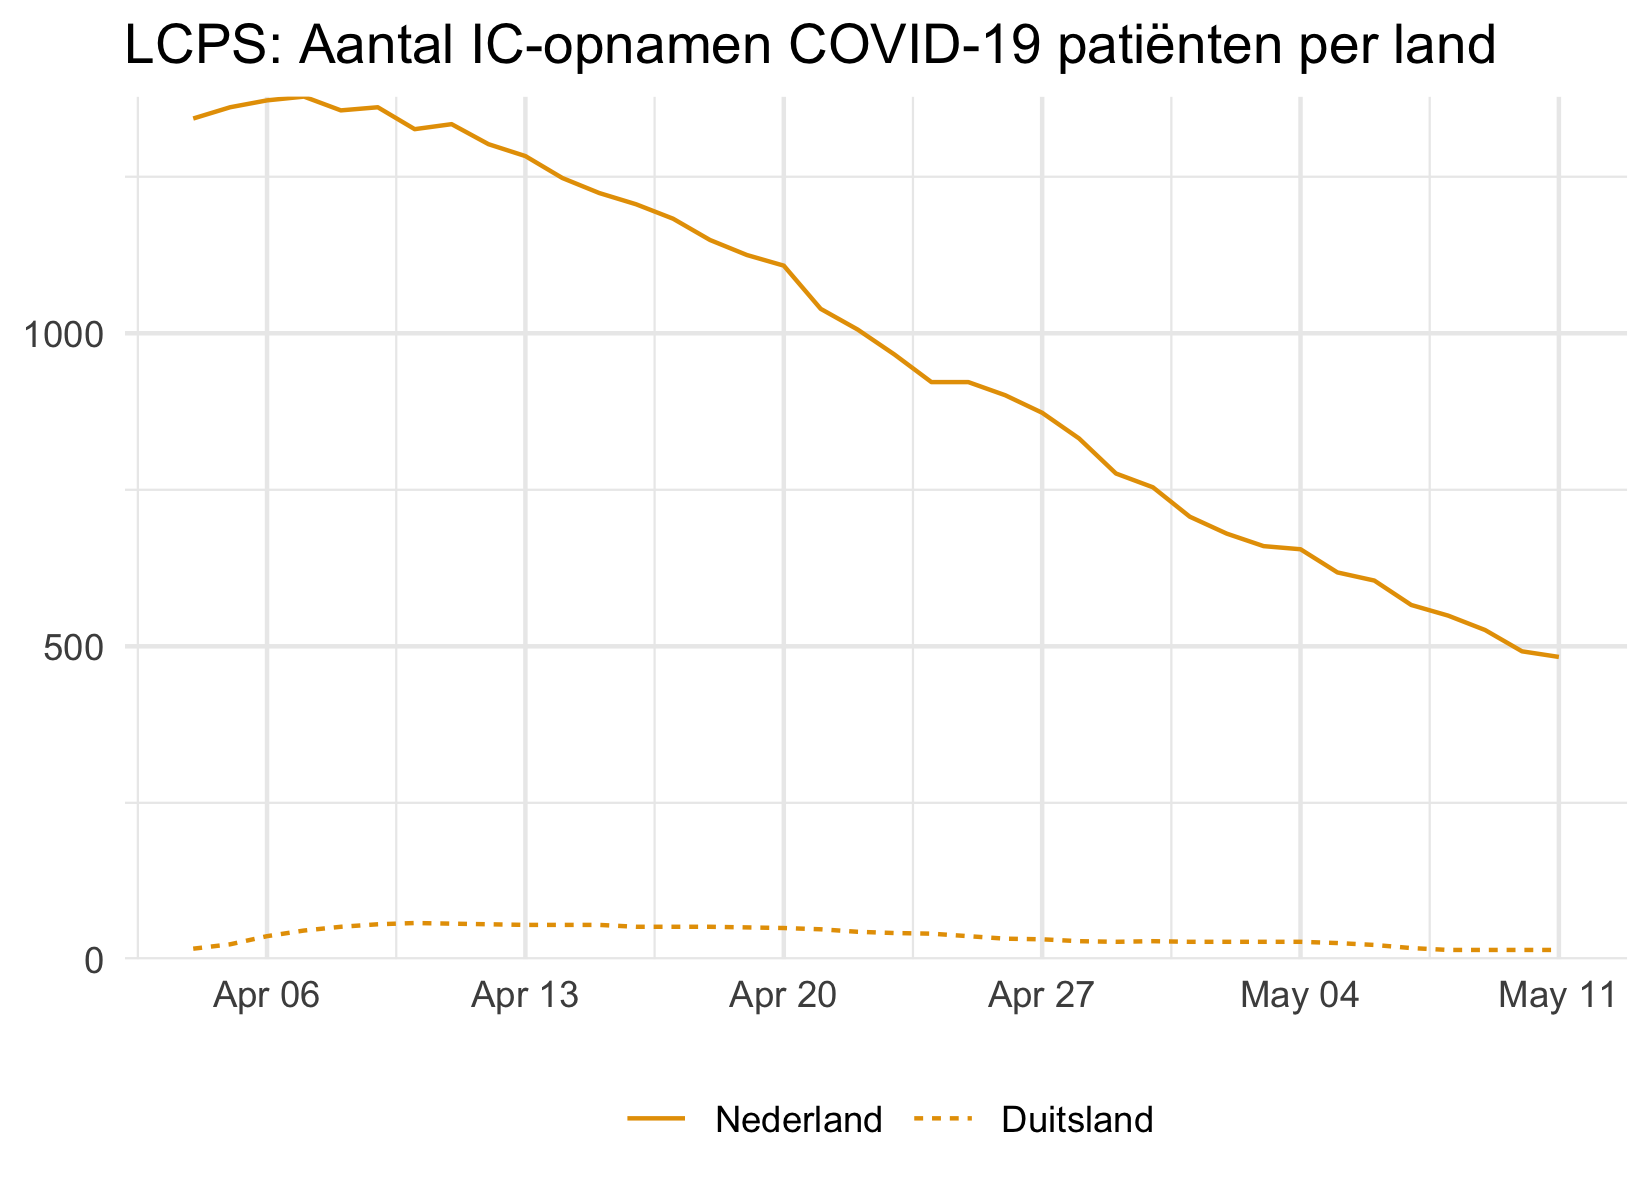 LCPS: Aantal IC-opnamen COVID-19 patiënten per land
1000
500
0
Apr 06 Apr 13 Apr 20 Apr 27 May 04 May 11
Nederland Duitsland